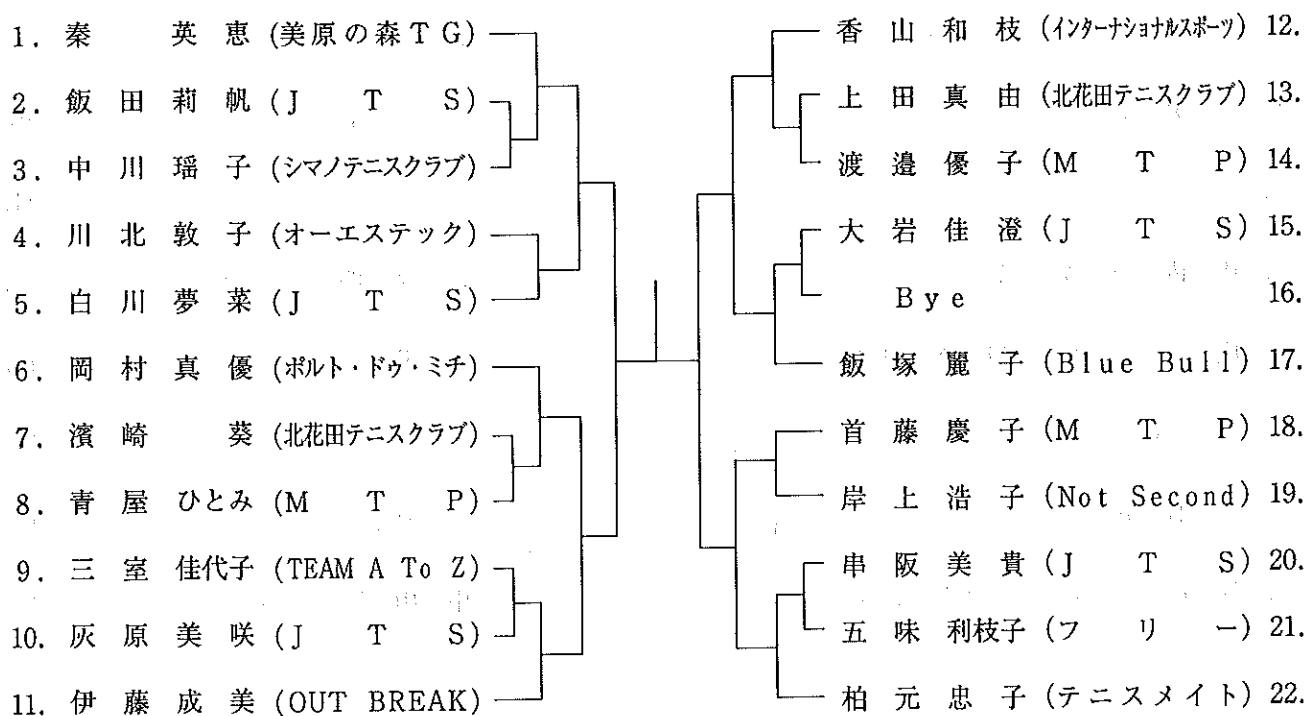 1. 秦 英恵 (美原の森TG)
2. 飯田莉帆 (JTS)
3. 中川瑶子 (シマノテニスクラブ)
4. 川北敦子 (オーエステック)
5. 白川夢菜 (JTS)
6. 岡村真優 (ポルト・ドゥ・ミチ)
7. 濱崎 葵 (北花田テニスクラブ)
8. 青屋ひとみ (MTP)
9. 三室佳代子 (TEAM A To Z)
10. 灰原美咲 (JTS)
11. 伊藤成美 (OUT BREAK)
香山和枝 (インターナショナルスポーツ) 12.
上田真由 (北花田テニスクラブ) 13.
渡邉優子 (MTP) 14.
大岩佳澄 (JTS) 15.
Bye 16.
飯塚麗子 (Blue Bull) 17.
首藤慶子 (MTP) 18.
岸上浩子 (Not Second) 19.
串阪美貴 (JTS) 20.
五味利枝子 (フリー) 21.
柏元忠子 (テニスメイト) 22.